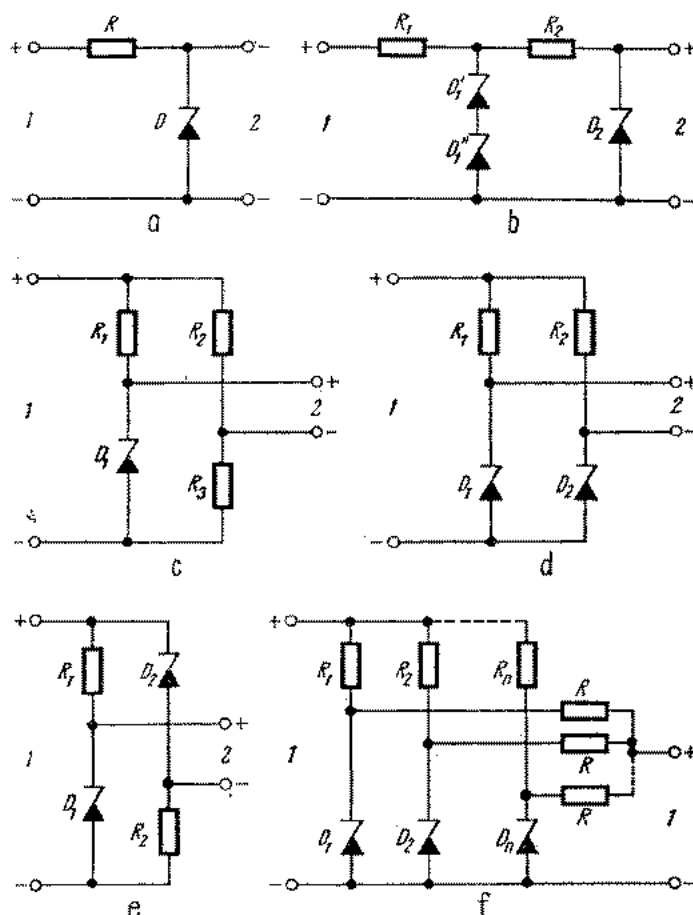 + R −
1 D 2
− −
a
+ R₁ R₂ +
D₁′
1 D₂ 2
D₁″
− −
b
+
R₁ R₂
+
1 2
−
D₁
R₃
−
c
+
R₁ R₂
+
1 2
−
D₁ D₂
−
d
+
R₁ D₂
+
1 2
−
D₁ R₂
−
e
+
R₁ R₂ Rₙ
R
R
+
1
R
1
D₁ D₂ Dₙ
− −
f